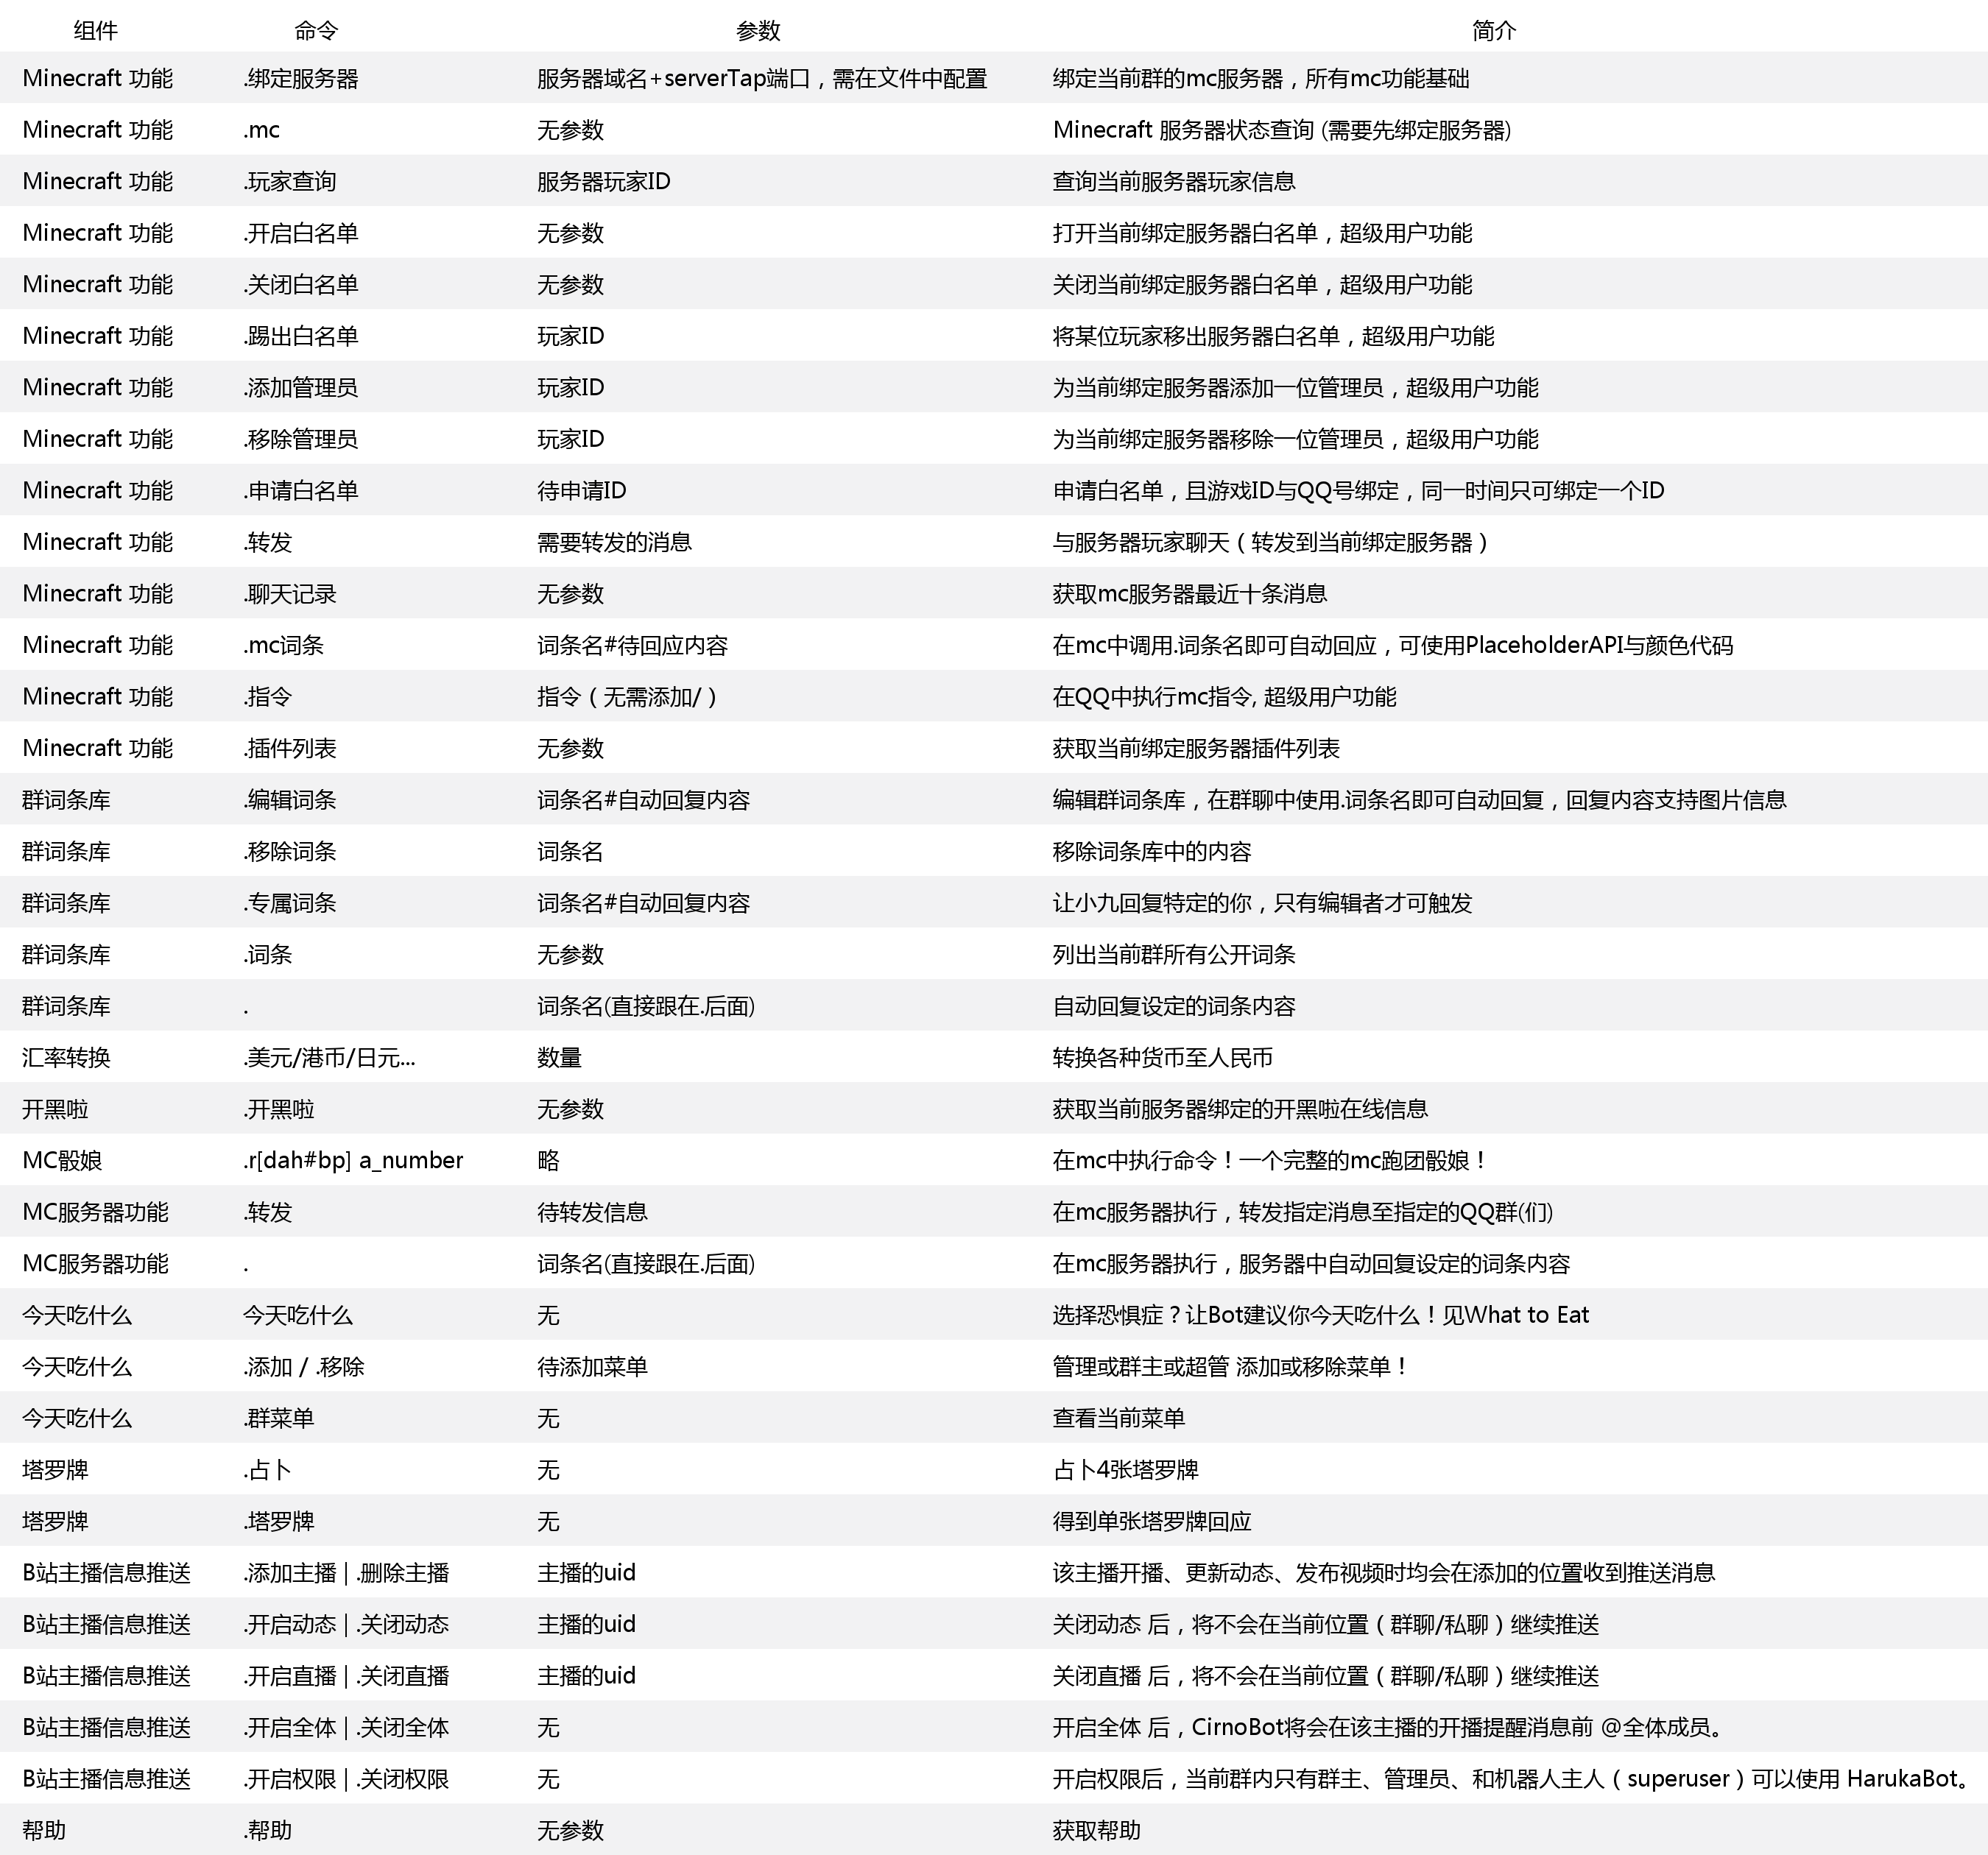 组件 命令 参数 简介
Minecraft 功能 .绑定服务器 服务器域名+serverTap端口，需在文件中配置 绑定当前群的mc服务器，所有mc功能基础
Minecraft 功能 .mc 无参数 Minecraft 服务器状态查询 (需要先绑定服务器)
Minecraft 功能 .玩家查询 服务器玩家ID 查询当前服务器玩家信息
Minecraft 功能 .开启白名单 无参数 打开当前绑定服务器白名单，超级用户功能
Minecraft 功能 .关闭白名单 无参数 关闭当前绑定服务器白名单，超级用户功能
Minecraft 功能 .踢出白名单 玩家ID 将某位玩家移出服务器白名单，超级用户功能
Minecraft 功能 .添加管理员 玩家ID 为当前绑定服务器添加一位管理员，超级用户功能
Minecraft 功能 .移除管理员 玩家ID 为当前绑定服务器移除一位管理员，超级用户功能
Minecraft 功能 .申请白名单 待申请ID 申请白名单，且游戏ID与QQ号绑定，同一时间只可绑定一个ID
Minecraft 功能 .转发 需要转发的消息 与服务器玩家聊天（转发到当前绑定服务器）
Minecraft 功能 .聊天记录 无参数 获取mc服务器最近十条消息
Minecraft 功能 .mc词条 词条名#待回应内容 在mc中调用.词条名即可自动回应，可使用PlaceholderAPI与颜色代码
Minecraft 功能 .指令 指令（无需添加/） 在QQ中执行mc指令, 超级用户功能
Minecraft 功能 .插件列表 无参数 获取当前绑定服务器插件列表
群词条库 .编辑词条 词条名#自动回复内容 编辑群词条库，在群聊中使用.词条名即可自动回复，回复内容支持图片信息
群词条库 .移除词条 词条名 移除词条库中的内容
群词条库 .专属词条 词条名#自动回复内容 让小九回复特定的你，只有编辑者才可触发
群词条库 .词条 无参数 列出当前群所有公开词条
群词条库 . 词条名(直接跟在.后面) 自动回复设定的词条内容
汇率转换 .美元/港币/日元... 数量 转换各种货币至人民币
开黑啦 .开黑啦 无参数 获取当前服务器绑定的开黑啦在线信息
MC骰娘 .r[dah#bp] a_number 略 在mc中执行命令！一个完整的mc跑团骰娘！
MC服务器功能 .转发 待转发信息 在mc服务器执行，转发指定消息至指定的QQ群(们)
MC服务器功能 . 词条名(直接跟在.后面) 在mc服务器执行，服务器中自动回复设定的词条内容
今天吃什么 今天吃什么 无 选择恐惧症？让Bot建议你今天吃什么！见What to Eat
今天吃什么 .添加 / .移除 待添加菜单 管理或群主或超管 添加或移除菜单！
今天吃什么 .群菜单 无 查看当前菜单
塔罗牌 .占卜 无 占卜4张塔罗牌
塔罗牌 .塔罗牌 无 得到单张塔罗牌回应
B站主播信息推送 .添加主播 | .删除主播 主播的uid 该主播开播、更新动态、发布视频时均会在添加的位置收到推送消息
B站主播信息推送 .开启动态 | .关闭动态 主播的uid 关闭动态 后，将不会在当前位置（群聊/私聊）继续推送
B站主播信息推送 .开启直播 | .关闭直播 主播的uid 关闭直播 后，将不会在当前位置（群聊/私聊）继续推送
B站主播信息推送 .开启全体 | .关闭全体 无 开启全体 后，CirnoBot将会在该主播的开播提醒消息前 @全体成员。
B站主播信息推送 .开启权限 | .关闭权限 无 开启权限后，当前群内只有群主、管理员、和机器人主人（superuser）可以使用 HarukaBot。
帮助 .帮助 无参数 获取帮助